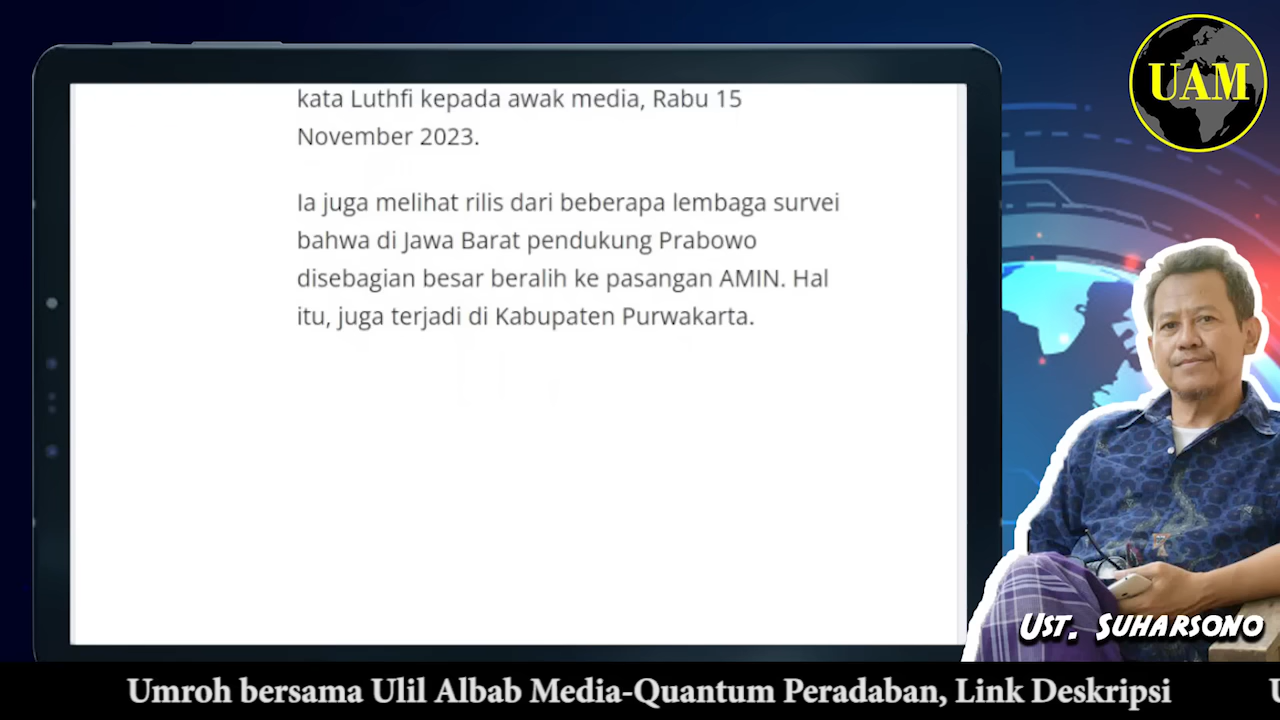 UAM
kata Luthfi kepada awak media, Rabu 15
November 2023.
Ia juga melihat rilis dari beberapa lembaga survei
bahwa di Jawa Barat pendukung Prabowo
disebagian besar beralih ke pasangan AMIN. Hal
itu, juga terjadi di Kabupaten Purwakarta.
UST. SUHARSONO
Umroh bersama Ulil Albab Media-Quantum Peradaban, Link Deskripsi